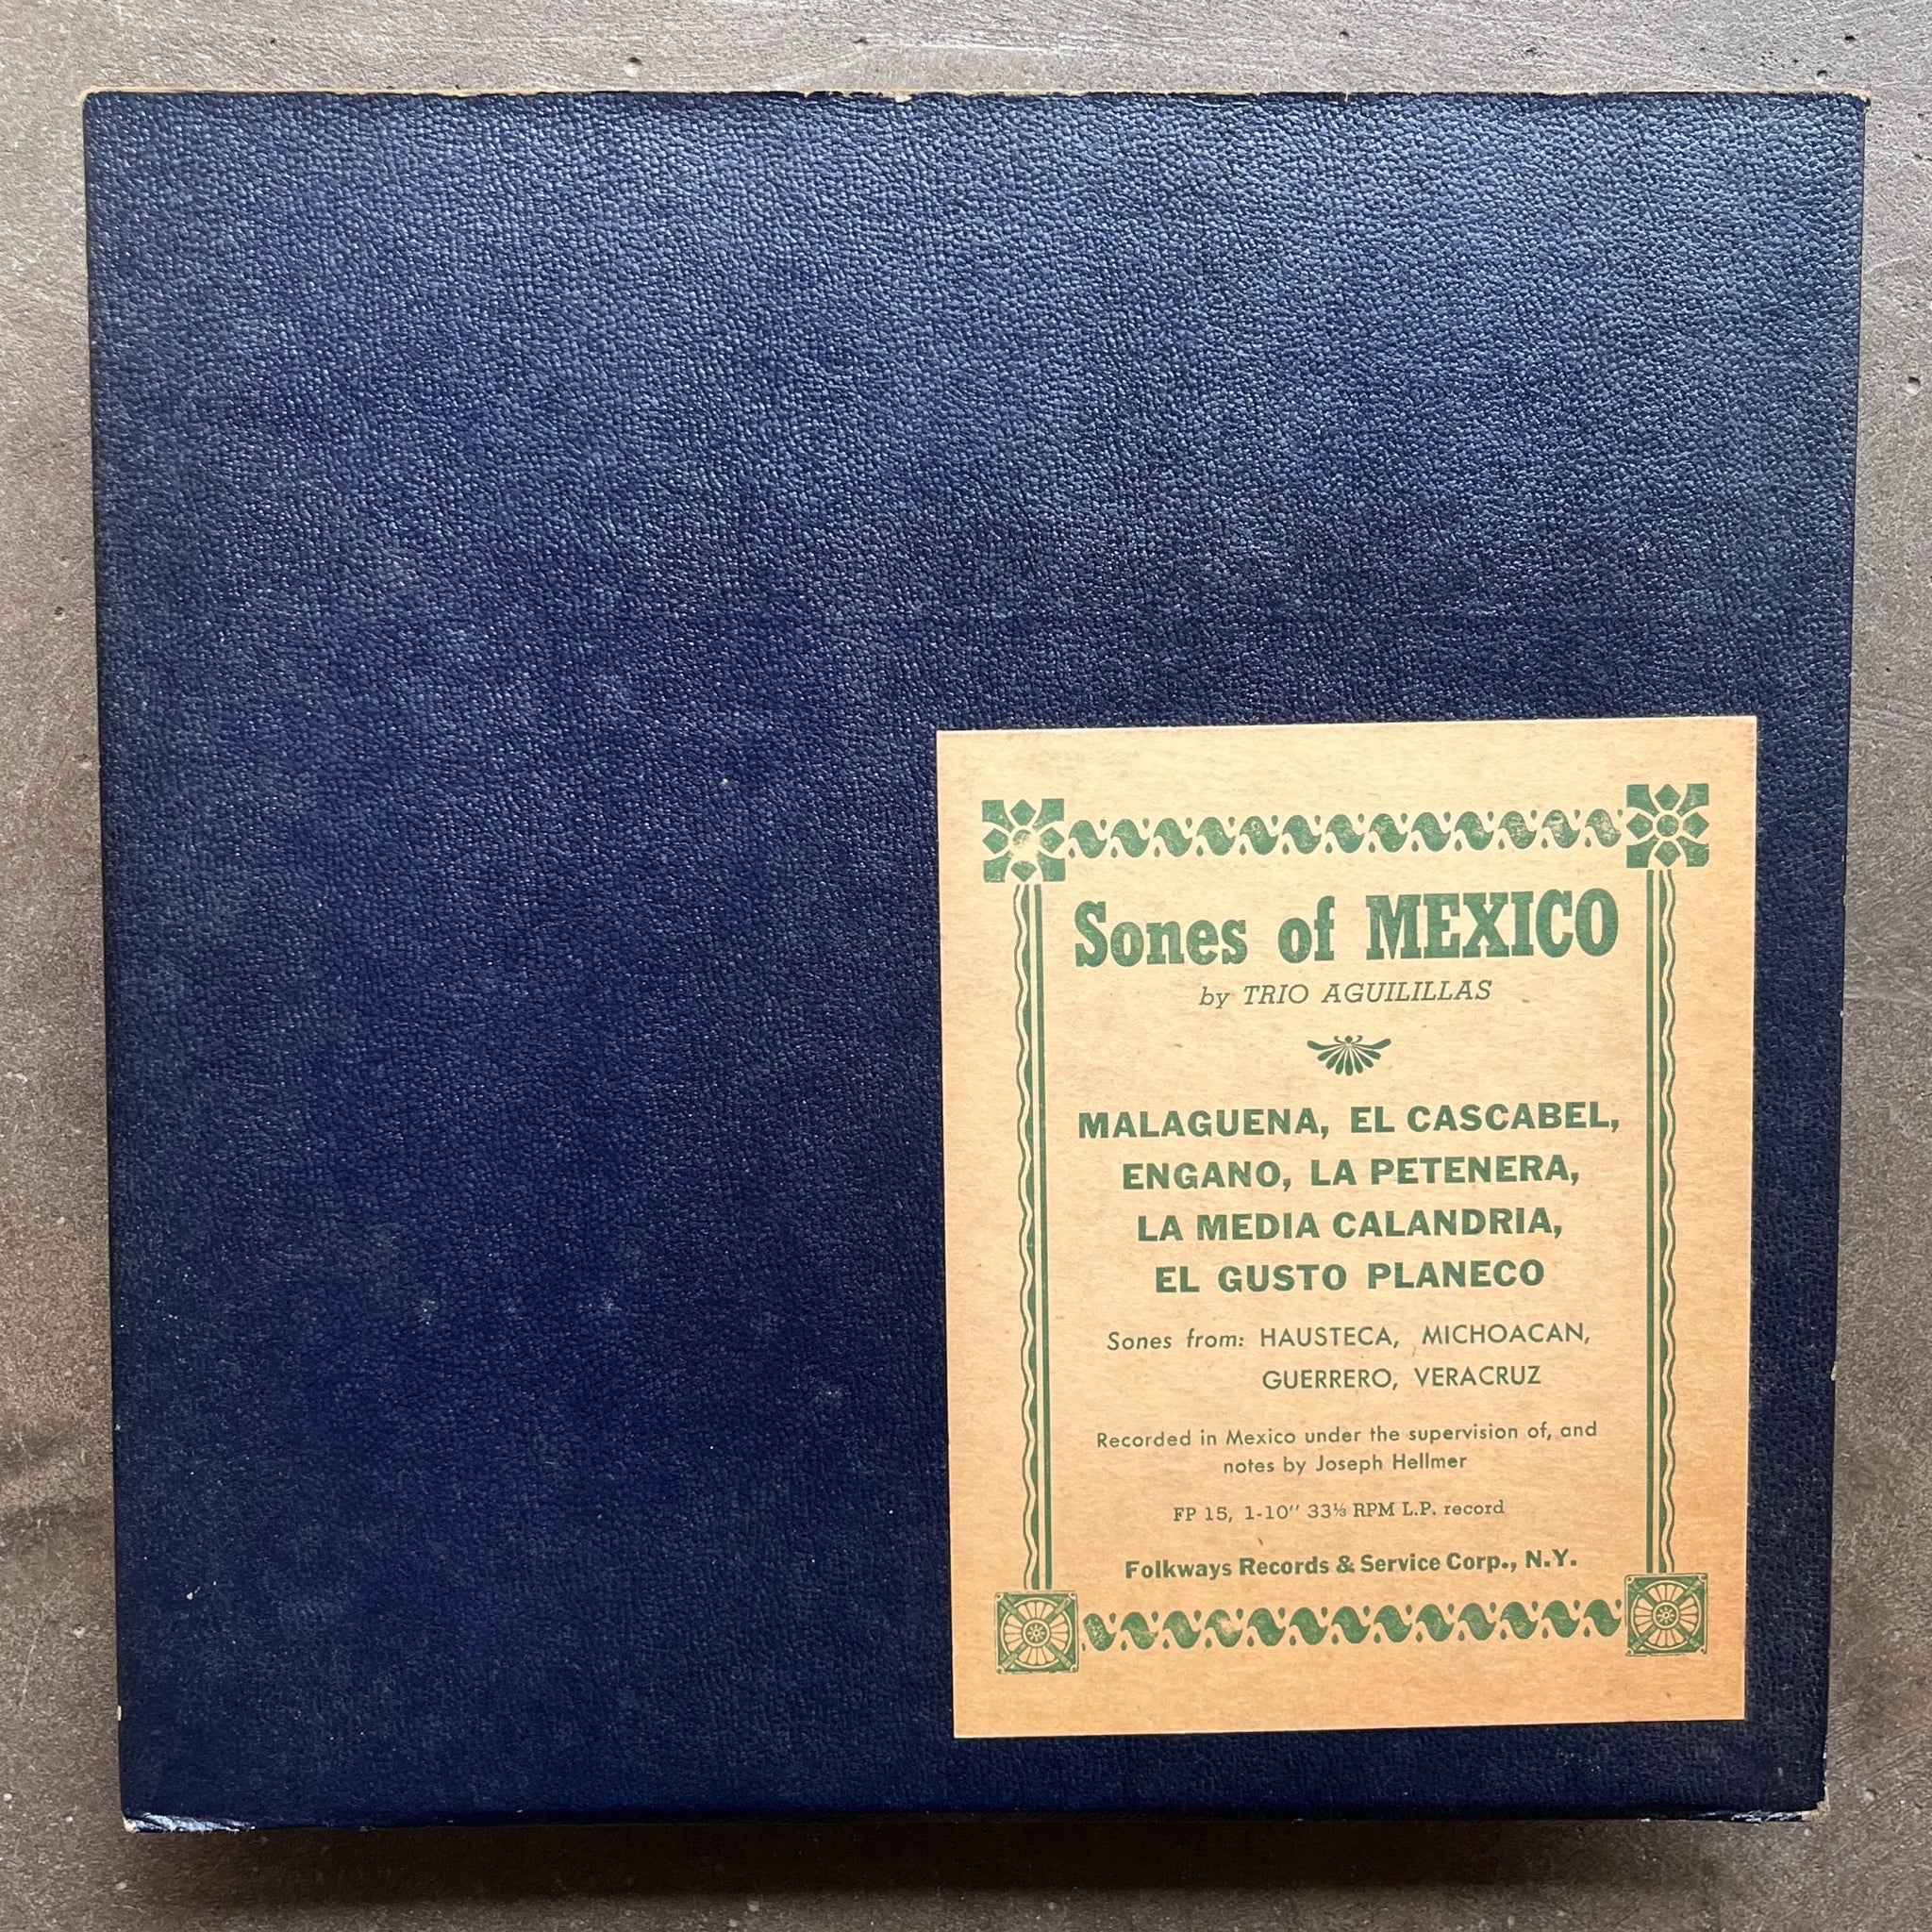 Sones of MEXICO
by TRIO AGUILILLAS
MALAGUENA, EL CASCABEL,
ENGANO, LA PETENERA,
LA MEDIA CALANDRIA,
EL GUSTO PLANECO
Sones from: HAUSTECA, MICHOACAN,
GUERRERO, VERACRUZ
Recorded in Mexico under the supervision of, and
notes by Joseph Hellmer
FP 15, 1-10″ 33⅓ RPM L.P. record
Folkways Records & Service Corp., N.Y.